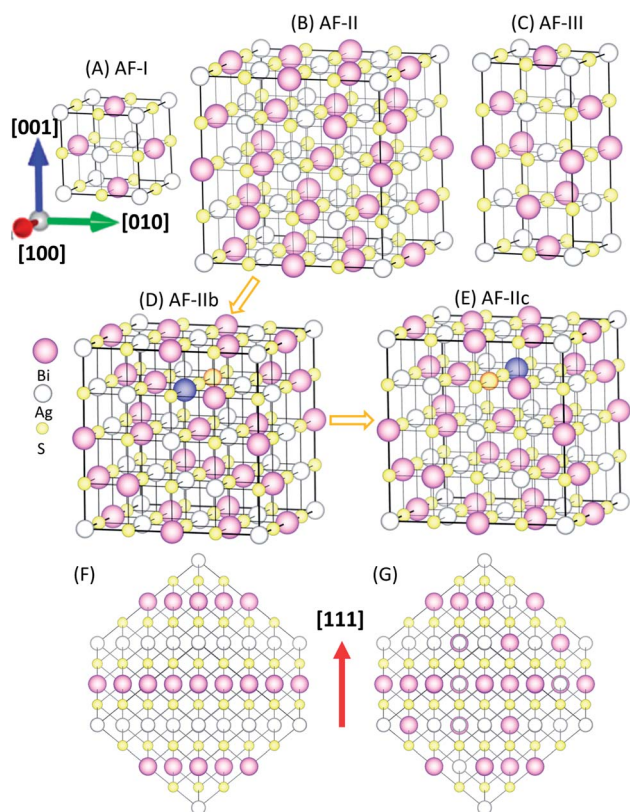 (B) AF-II
(C) AF-III
(A) AF-I
[001]
[010]
[100]
(D) AF-IIb
(E) AF-IIc
Bi
Ag
S
(F)
(G)
[111]